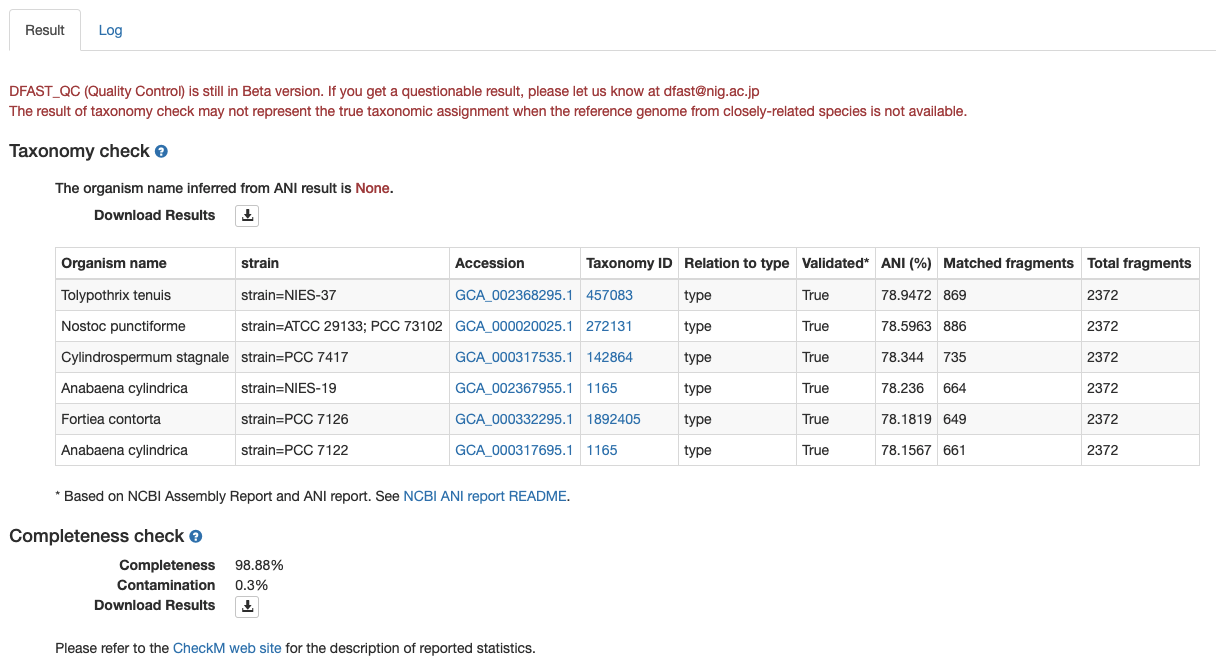 Result Log
DFAST_QC (Quality Control) is still in Beta version. If you get a questionable result, please let us know at dfast@nig.ac.jp
The result of taxonomy check may not represent the true taxonomic assignment when the reference genome from closely-related species is not available.
Taxonomy check ?
The organism name inferred from ANI result is None.
Download Results
Organism name strain Accession Taxonomy ID Relation to type Validated* ANI (%) Matched fragments Total fragments
Tolypothrix tenuis strain=NIES-37 GCA_002368295.1 457083 type True 78.9472 869 2372
Nostoc punctiforme strain=ATCC 29133; PCC 73102 GCA_000020025.1 272131 type True 78.5963 886 2372
Cylindrospermum stagnale strain=PCC 7417 GCA_000317535.1 142864 type True 78.344 735 2372
Anabaena cylindrica strain=NIES-19 GCA_002367955.1 1165 type True 78.236 664 2372
Fortiea contorta strain=PCC 7126 GCA_000332295.1 1892405 type True 78.1819 649 2372
Anabaena cylindrica strain=PCC 7122 GCA_000317695.1 1165 type True 78.1567 661 2372
* Based on NCBI Assembly Report and ANI report. See NCBI ANI report README.
Completeness check ?
Completeness 98.88%
Contamination 0.3%
Download Results
Please refer to the CheckM web site for the description of reported statistics.